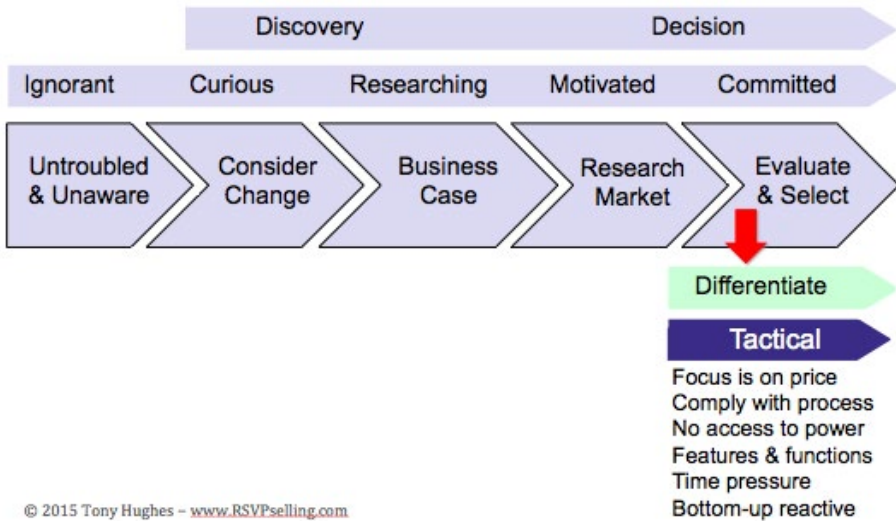 Discovery Decision
Ignorant Curious Researching Motivated Committed
Untroubled
& Unaware
Consider
Change
Business
Case
Research
Market
Evaluate
& Select
Differentiate
Tactical
Focus is on price
Comply with process
No access to power
Features & functions
Time pressure
Bottom-up reactive
© 2015 Tony Hughes – www.RSVPselling.com